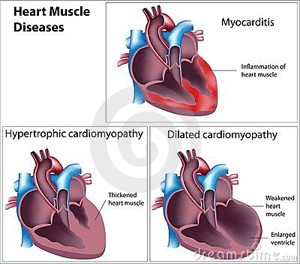 Heart Muscle
Diseases
Myocarditis
Inflammation of
heart muscle
Hypertrophic cardiomyopathy
Thickened
heart muscle
Dilated cardiomyopathy
Weakened
heart
muscle
Enlarged
ventricle
dreamstime